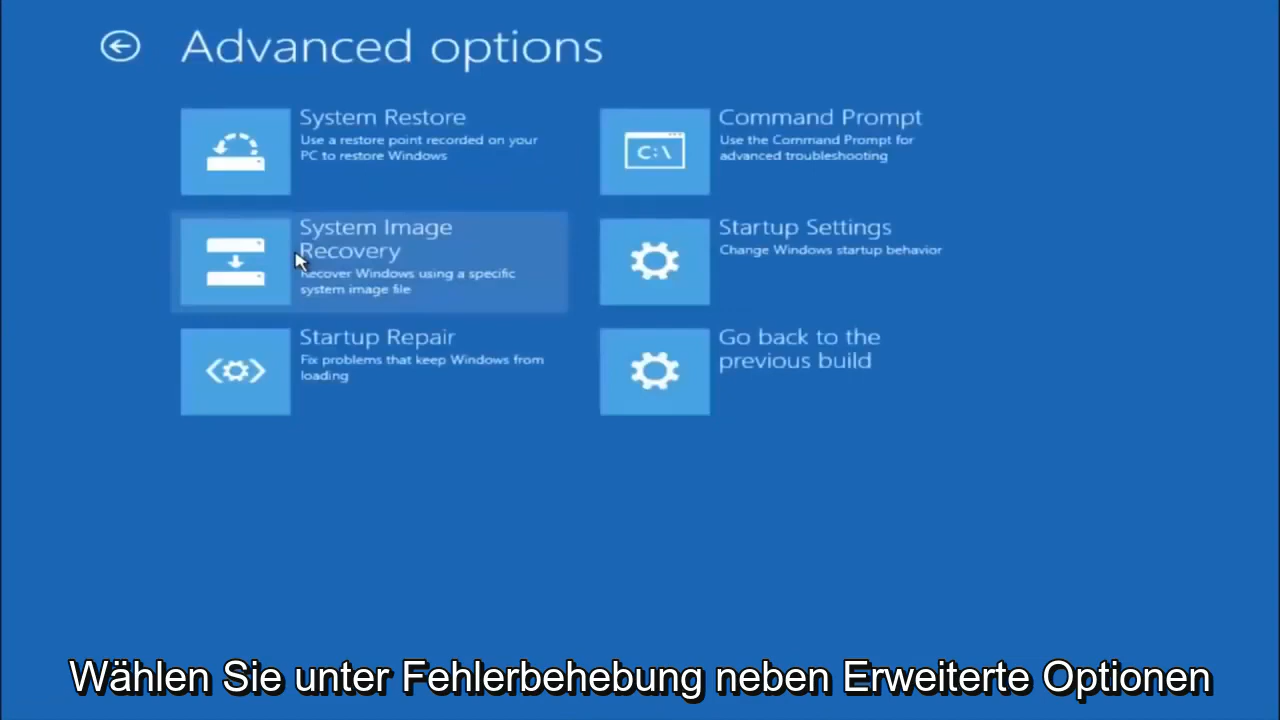 Advanced options
System Restore
Use a restore point recorded on your
PC to restore Windows
System Image
Recovery
Recover Windows using a specific
system image file
Startup Repair
Fix problems that keep Windows from
loading
C:\
Command Prompt
Use the Command Prompt for
advanced troubleshooting
Startup Settings
Change Windows startup behavior
Go back to the
previous build
Wählen Sie unter Fehlerbehebung neben Erweiterte Optionen